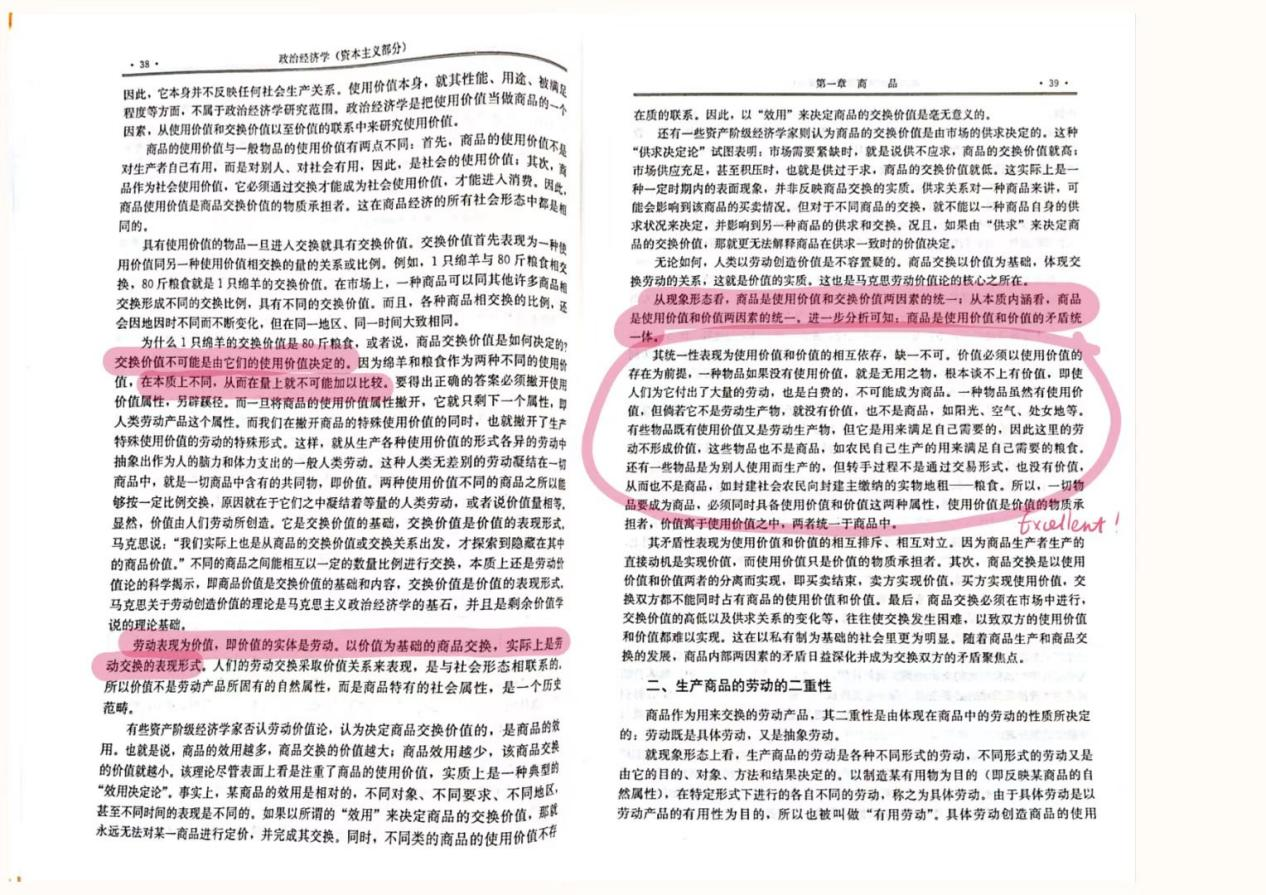 · 38 ·
政治经济学（资本主义部分）
因此，它本身并不反映任何社会生产关系。使用价值本身，就其性能、用途、被满足
程度等方面，不属于政治经济学研究范围。政治经济学是把使用价值当做商品的一个
因素，从使用价值和交换价值以至价值的联系中来研究使用价值。
商品的使用价值与一般物品的使用价值有两点不同：首先，商品的使用价值不是
对生产者自己有用，而是对别人、对社会有用，因此，是社会的使用价值；其次，商
品作为社会使用价值，它必须通过交换才能成为社会使用价值，才能进入消费。因此，
商品使用价值是商品交换价值的物质承担者。这在商品经济的所有社会形态中都是相
同的。
具有使用价值的物品一旦进入交换就具有交换价值。交换价值首先表现为一种使
用价值同另一种使用价值相交换的量的关系或比例。例如，1 只绵羊与 80 斤粮食相交
换，80 斤粮食就是 1 只绵羊的交换价值。在市场上，一种商品可以同其他许多商品相
交换形成不同的交换比例，具有不同的交换价值。而且，各种商品相交换的比例，还
会因地因时不同而不断变化，但在同一地区、同一时间大致相同。
为什么 1 只绵羊的交换价值是 80 斤粮食，或者说，商品交换价值是如何决定的？
交换价值不可能是由它们的使用价值决定的。因为绵羊和粮食作为两种不同的使用价
值，在本质上不同，从而在量上就不可能加以比较。要得出正确的答案必须撇开使用
价值属性，另辟蹊径。而一旦将商品的使用价值属性撇开，它就只剩下一个属性，即
人类劳动产品这个属性。而我们在撇开商品的特殊使用价值的同时，也就撇开了生产
特殊使用价值的劳动的特殊形式。这样，就从生产各种使用价值的形式各异的劳动中
抽象出作为人的脑力和体力支出的一般人类劳动。这种人类无差别的劳动凝结在一切
商品中，就是一切商品中含有的共同物，即价值。两种使用价值不同的商品之所以能
够按一定比例交换，原因就在于它们之中凝结着等量的人类劳动，或者说价值量相等。
显然，价值由人们劳动所创造。它是交换价值的基础，交换价值是价值的表现形式。
马克思说：“我们实际上也是从商品的交换价值或交换关系出发，才探索到隐藏在其中
的商品价值。”不同的商品之间能相互以一定的数量比例进行交换，本质上还是劳动价
值论的科学揭示，即商品价值是交换价值的基础和内容，交换价值是价值的表现形式。
马克思关于劳动创造价值的理论是马克思主义政治经济学的基石，并且是剩余价值学
说的理论基础。
劳动表现为价值，即价值的实体是劳动。以价值为基础的商品交换，实际上是劳
动交换的表现形式。人们的劳动交换采取价值关系来表现，是与社会形态相联系的，
所以价值不是劳动产品所固有的自然属性，而是商品特有的社会属性，是一个历史
范畴。
有些资产阶级经济学家否认劳动价值论，认为决定商品交换价值的，是商品的效
用。也就是说，商品的效用越多，商品交换的价值越大；商品效用越少，该商品交换
的价值就越小。该理论尽管表面上看是注重了商品的使用价值，实质上是一种典型的
“效用决定论”。事实上，某商品的效用是相对的，不同对象、不同要求、不同地区，
甚至不同时间的表现是不同的。如果以所谓的“效用”来决定商品的交换价值，那就
永远无法对某一商品进行定价，并完成其交换。同时，不同类的商品的使用价值不存
第一章 商 品
· 39 ·
在质的联系。因此，以“效用”来决定商品的交换价值是毫无意义的。
还有一些资产阶级经济学家则认为商品的交换价值是由市场的供求决定的。这种
“供求决定论”试图表明：市场需要紧缺时，就是说供不应求，商品的交换价值就高；
市场供应充足，甚至积压时，也就是供过于求，商品的交换价值就低。这实际上是一
种一定时期内的表面现象，并非反映商品交换的实质。供求关系对一种商品来讲，可
能会影响到该商品的买卖情况。但对于不同商品的交换，就不能以一种商品自身的供
求状况来决定，并影响到另一种商品的供求和交换。况且，如果由“供求”来决定商
品的交换价值，那就更无法解释商品在供求一致时的价值决定。
无论如何，人类以劳动创造价值是不容置疑的。商品交换以价值为基础，体现交
换劳动的关系，这就是价值的实质。这也是马克思劳动价值论的核心之所在。
从现象形态看，商品是使用价值和交换价值两因素的统一；从本质内涵看，商品
是使用价值和价值两因素的统一。进一步分析可知：商品是使用价值和价值的矛盾统
一体。
其统一性表现为使用价值和价值的相互依存，缺一不可。价值必须以使用价值的
存在为前提，一种物品如果没有使用价值，就是无用之物，根本谈不上有价值，即使
人们为它付出了大量的劳动，也是白费的，不可能成为商品。一种物品虽然有使用价
值，但倘若它不是劳动生产物，就没有价值，也不是商品，如阳光、空气、处女地等。
有些物品既有使用价值又是劳动生产物，但它是用来满足自己需要的，因此这里的劳
动不形成价值，这些物品也不是商品，如农民自己生产的用来满足自己需要的粮食。
还有一些物品是为别人使用而生产的，但转手过程不是通过交易形式，也没有价值，
从而也不是商品，如封建社会农民向封建主缴纳的实物地租——粮食。所以，一切物
品要成为商品，必须同时具备使用价值和价值这两种属性，使用价值是价值的物质承
担者，价值寓于使用价值之中，两者统一于商品中。
Excellent!
其矛盾性表现为使用价值和价值的相互排斥、相互对立。因为商品生产者生产的
直接动机是实现价值，而使用价值只是价值的物质承担者。其次，商品交换是以使用
价值和价值两者的分离而实现，即买卖结束，卖方实现价值，买方实现使用价值，交
换双方都不能同时占有商品的使用价值和价值。最后，商品交换必须在市场中进行，
交换价值的高低以及供求关系的变化等，往往使交换发生困难，以致双方的使用价值
和价值都难以实现。这在以私有制为基础的社会里更为明显。随着商品生产和商品交
换的发展，商品内部两因素的矛盾日益深化并成为交换双方的矛盾聚焦点。
二、生产商品的劳动的二重性
商品作为用来交换的劳动产品，其二重性是由体现在商品中的劳动的性质所决定
的；劳动既是具体劳动，又是抽象劳动。
就现象形态上看，生产商品的劳动是各种不同形式的劳动，不同形式的劳动又是
由它的目的、对象、方法和结果决定的。以制造某有用物为目的（即反映某商品的自
然属性），在特定形式下进行的各自不同的劳动，称之为具体劳动。由于具体劳动是以
劳动产品的有用性为目的，所以也被叫做“有用劳动”。具体劳动创造商品的使用